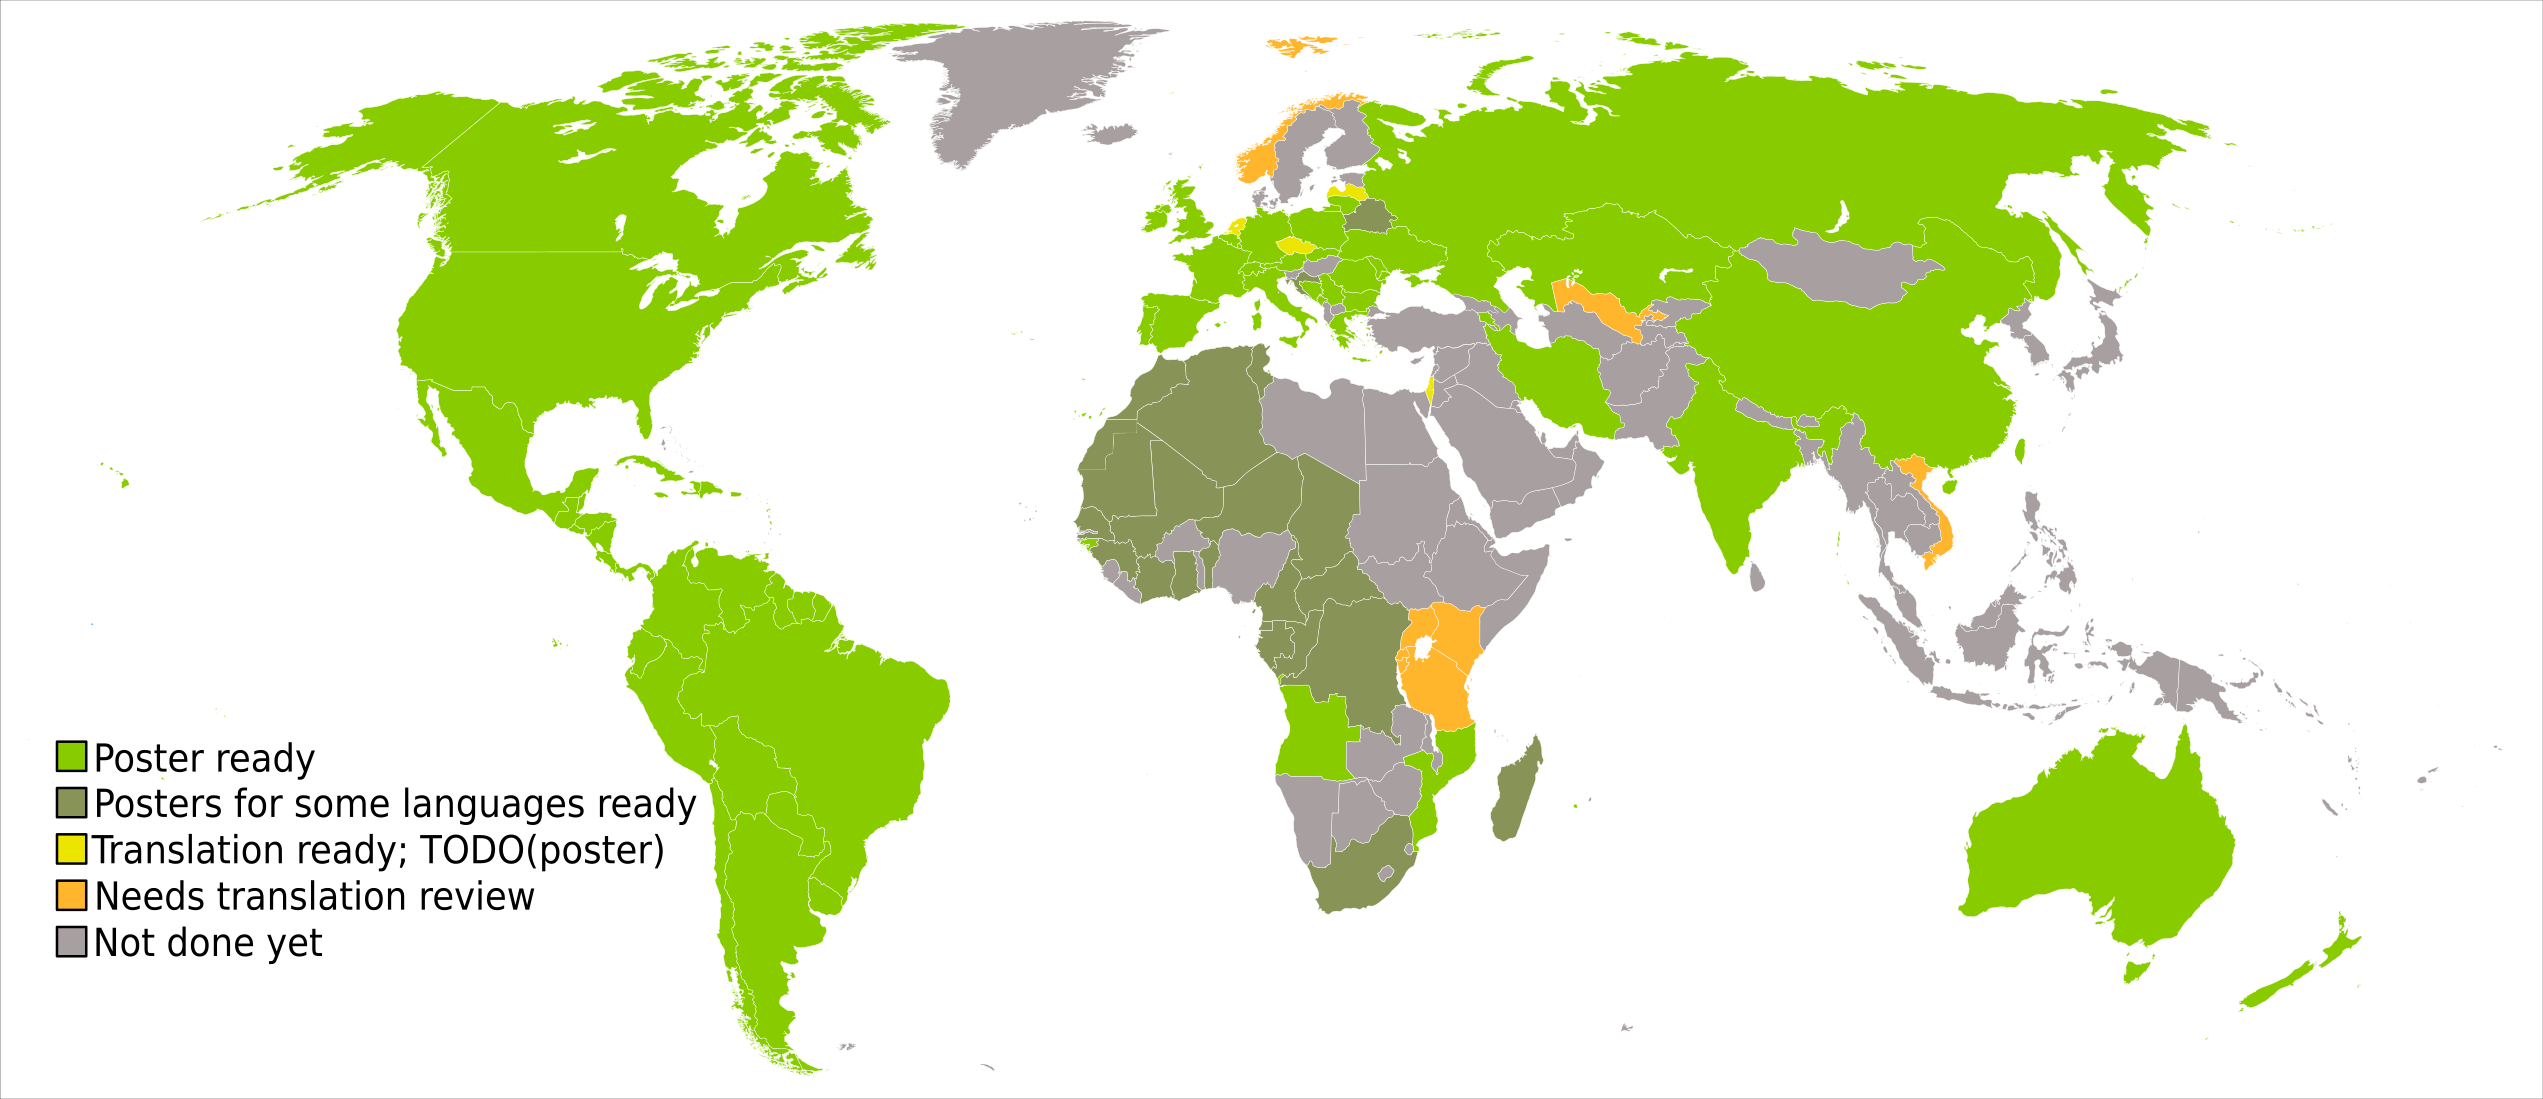 Poster ready
Posters for some languages ready
Translation ready; TODO(poster)
Needs translation review
Not done yet